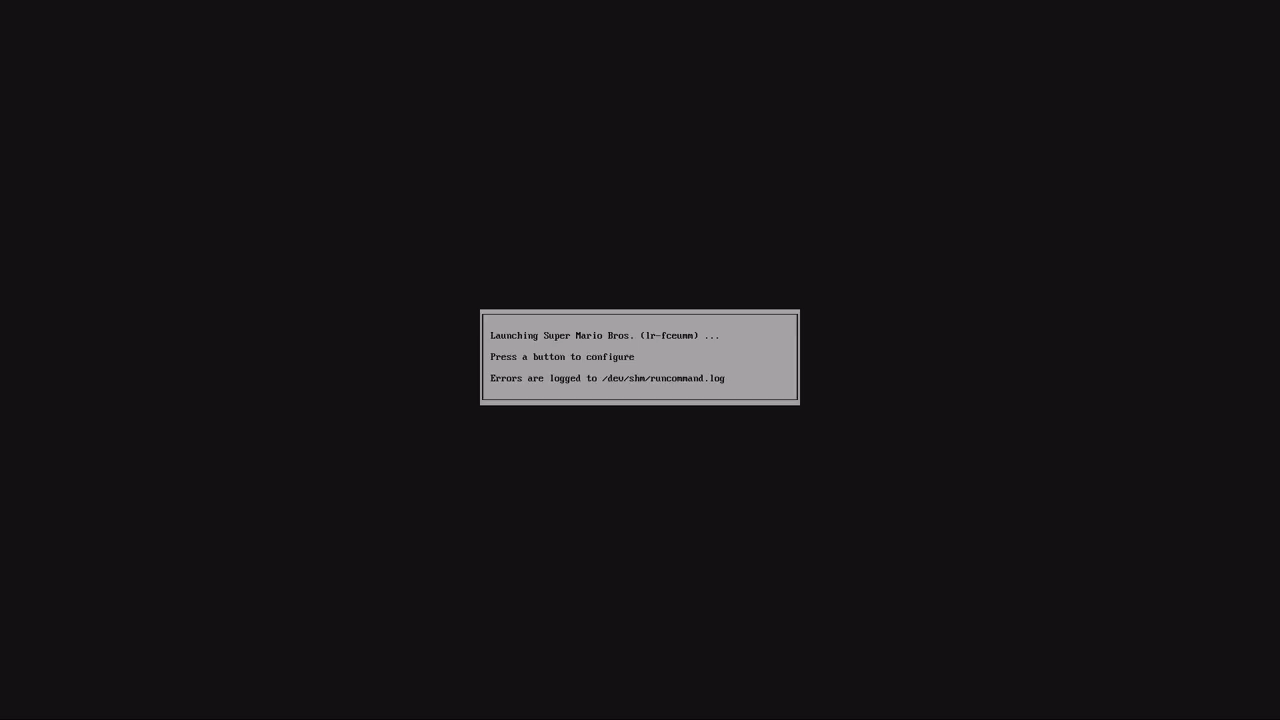 Launching Super Mario Bros. (lr-fceumm) ...
Press a button to configure
Errors are logged to /dev/shm/runcommand.log